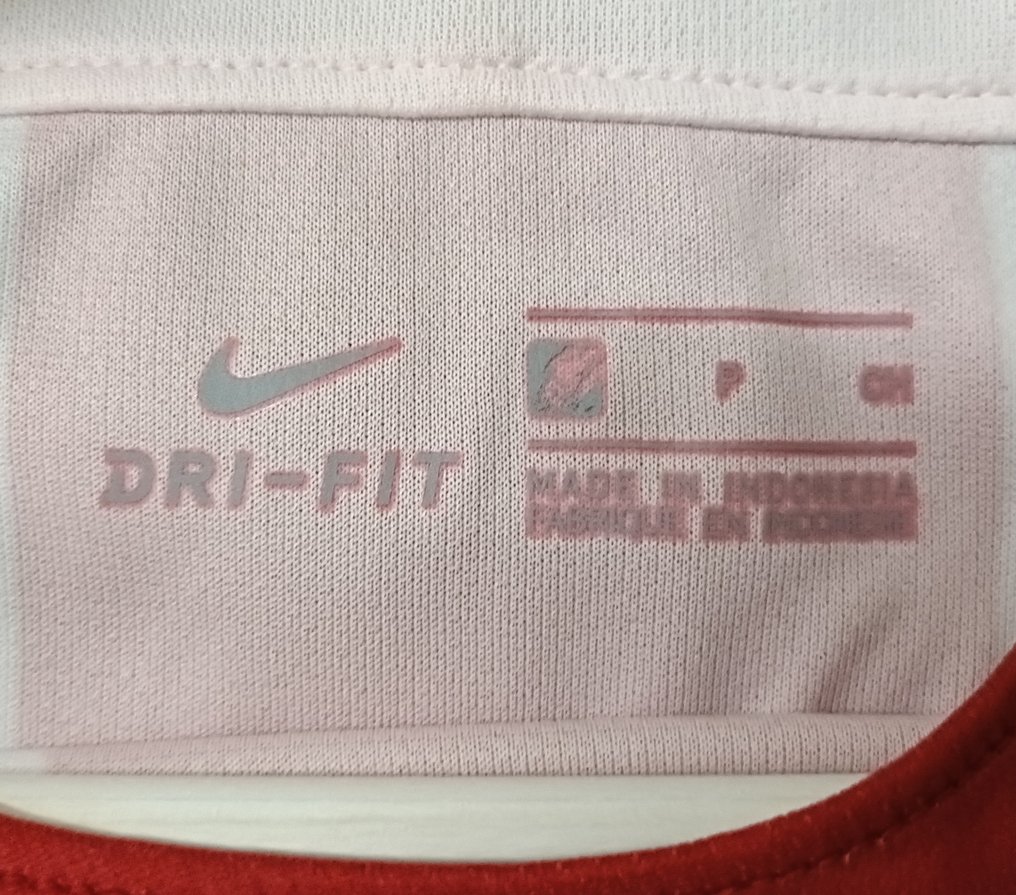 DRI-FIT
S P CH
MADE IN INDONESIA
FABRIQUÉ EN INDONÉSIE